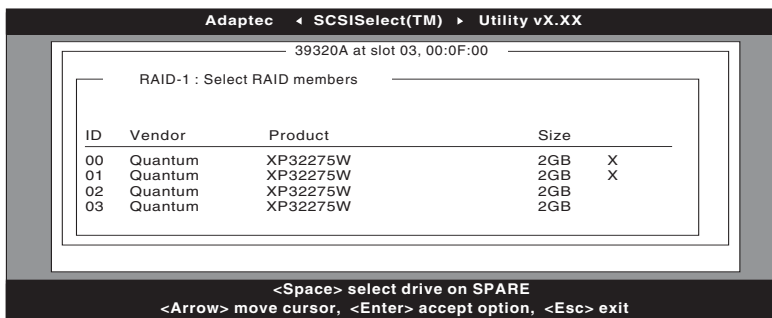 Adaptec ◂ SCSISelect(TM) ▸ Utility vX.XX
39320A at slot 03, 00:0F:00
RAID-1 : Select RAID members
ID Vendor Product Size
00 Quantum XP32275W 2GB X
01 Quantum XP32275W 2GB X
02 Quantum XP32275W 2GB
03 Quantum XP32275W 2GB
<Space> select drive on SPARE
<Arrow> move cursor, <Enter> accept option, <Esc> exit